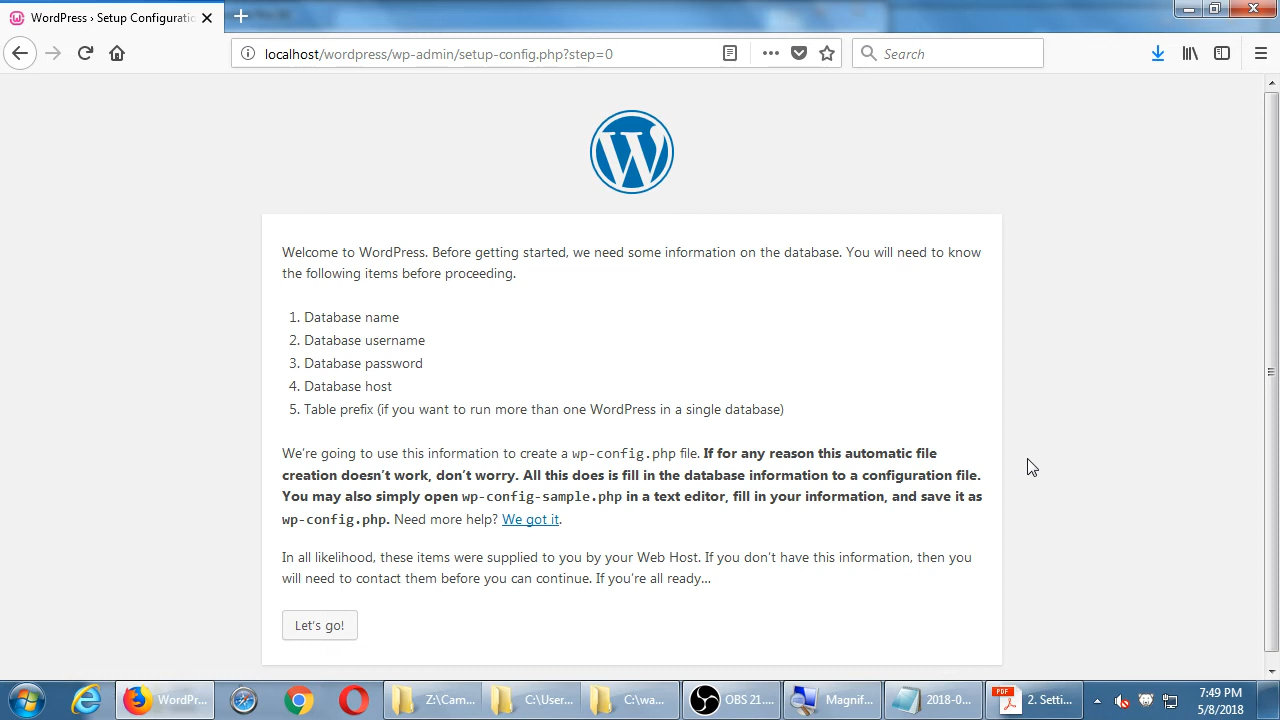 WordPress › Setup Configuratio
localhost/wordpress/wp-admin/setup-config.php?step=0
Search
Welcome to WordPress. Before getting started, we need some information on the database. You will need to know
the following items before proceeding.
1. Database name
2. Database username
3. Database password
4. Database host
5. Table prefix (if you want to run more than one WordPress in a single database)
We’re going to use this information to create a wp-config.php file. If for any reason this automatic file
creation doesn’t work, don’t worry. All this does is fill in the database information to a configuration file.
You may also simply open wp-config-sample.php in a text editor, fill in your information, and save it as
wp-config.php. Need more help? We got it.
In all likelihood, these items were supplied to you by your Web Host. If you don’t have this information, then you
will need to contact them before you can continue. If you’re all ready…
Let’s go!
WordPr...
Z:\Cam...
C:\User...
C:\wa...
OBS 21....
Magnif...
2018-0...
PDF
2. Setti...
7:49 PM
5/8/2018